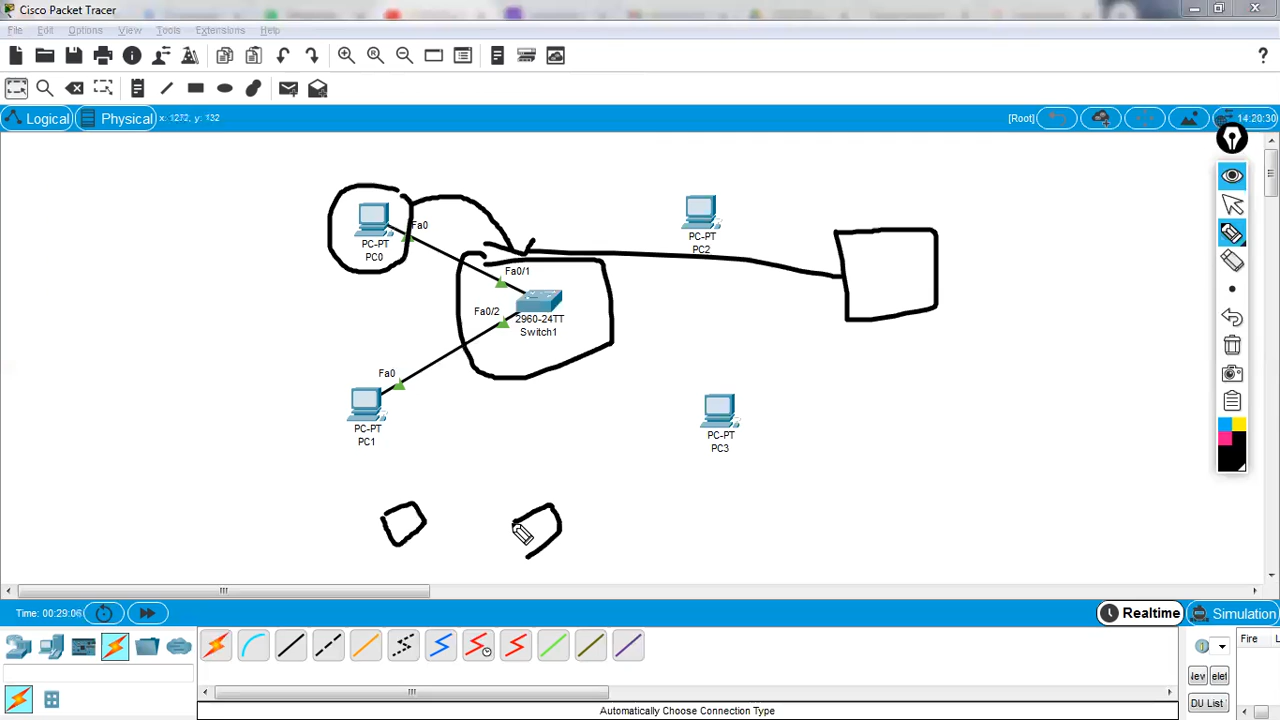 Cisco Packet Tracer
File Edit Options View Tools Extensions Help
Logical Physical x: 1272, y: 132 [Root] 14:20:30
PC-PT
PC0
Fa0
PC-PT
PC2
Fa0/1
Fa0/2
2960-24TT
Switch1
Fa0
PC-PT
PC1
PC-PT
PC3
Time: 00:29:06 Realtime Simulation
Fire L
Automatically Choose Connection Type